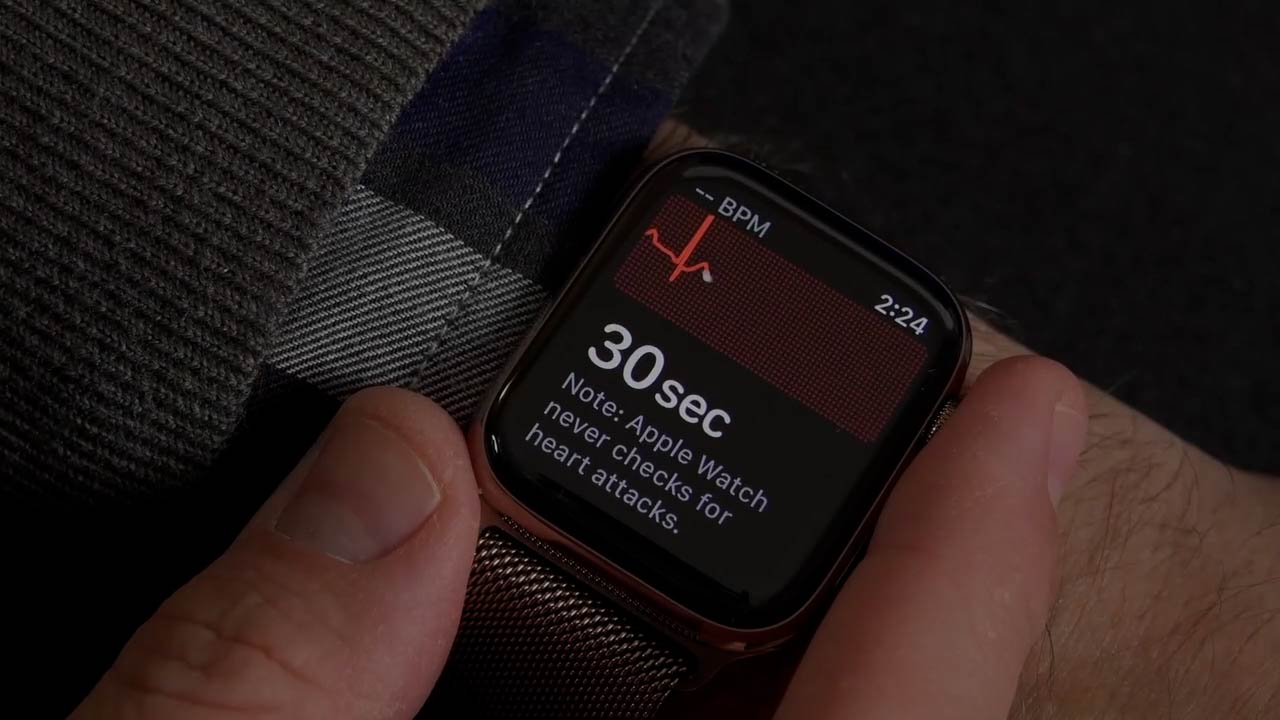 -- BPM
2:24
30sec
Note: Apple Watch
never checks for
heart attacks.